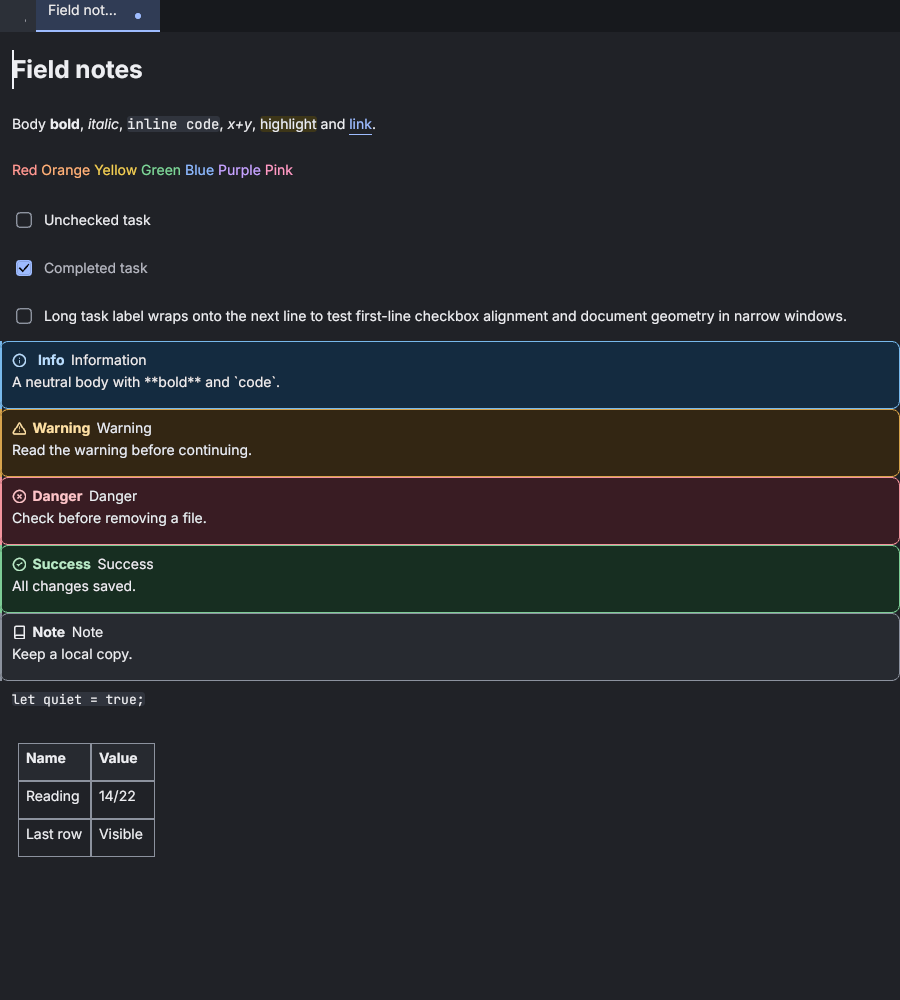 Field not...
Field notes
Body bold, italic, inline code, x+y, highlight and link.
Red Orange Yellow Green Blue Purple Pink
Unchecked task
Completed task
Long task label wraps onto the next line to test first-line checkbox alignment and document geometry in narrow windows.
Info Information
A neutral body with **bold** and `code`.
Warning Warning
Read the warning before continuing.
Danger Danger
Check before removing a file.
Success Success
All changes saved.
Note Note
Keep a local copy.
let quiet = true;
Name Value
Reading 14/22
Last row Visible